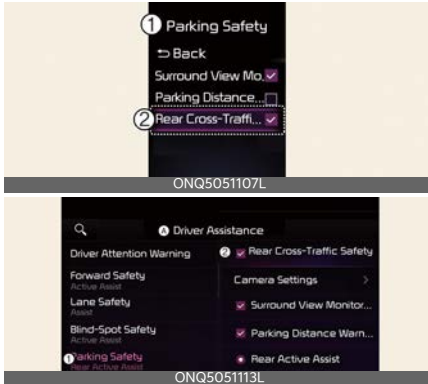 ① Parking Safety
⮌ Back
Surround View Mo.
Parking Distance...
② Rear Cross-Traffi...
ONQ5051107L
Ⓐ Driver Assistance
Driver Attention Warning
② Rear Cross-Traffic Safety
Forward Safety
Active Assist
Camera Settings >
Lane Safety
Assist
Surround View Monitor...
Blind-Spot Safety
Active Assist
Parking Distance Warn...
① Parking Safety
Rear Active Assist
Rear Active Assist
ONQ5051113L